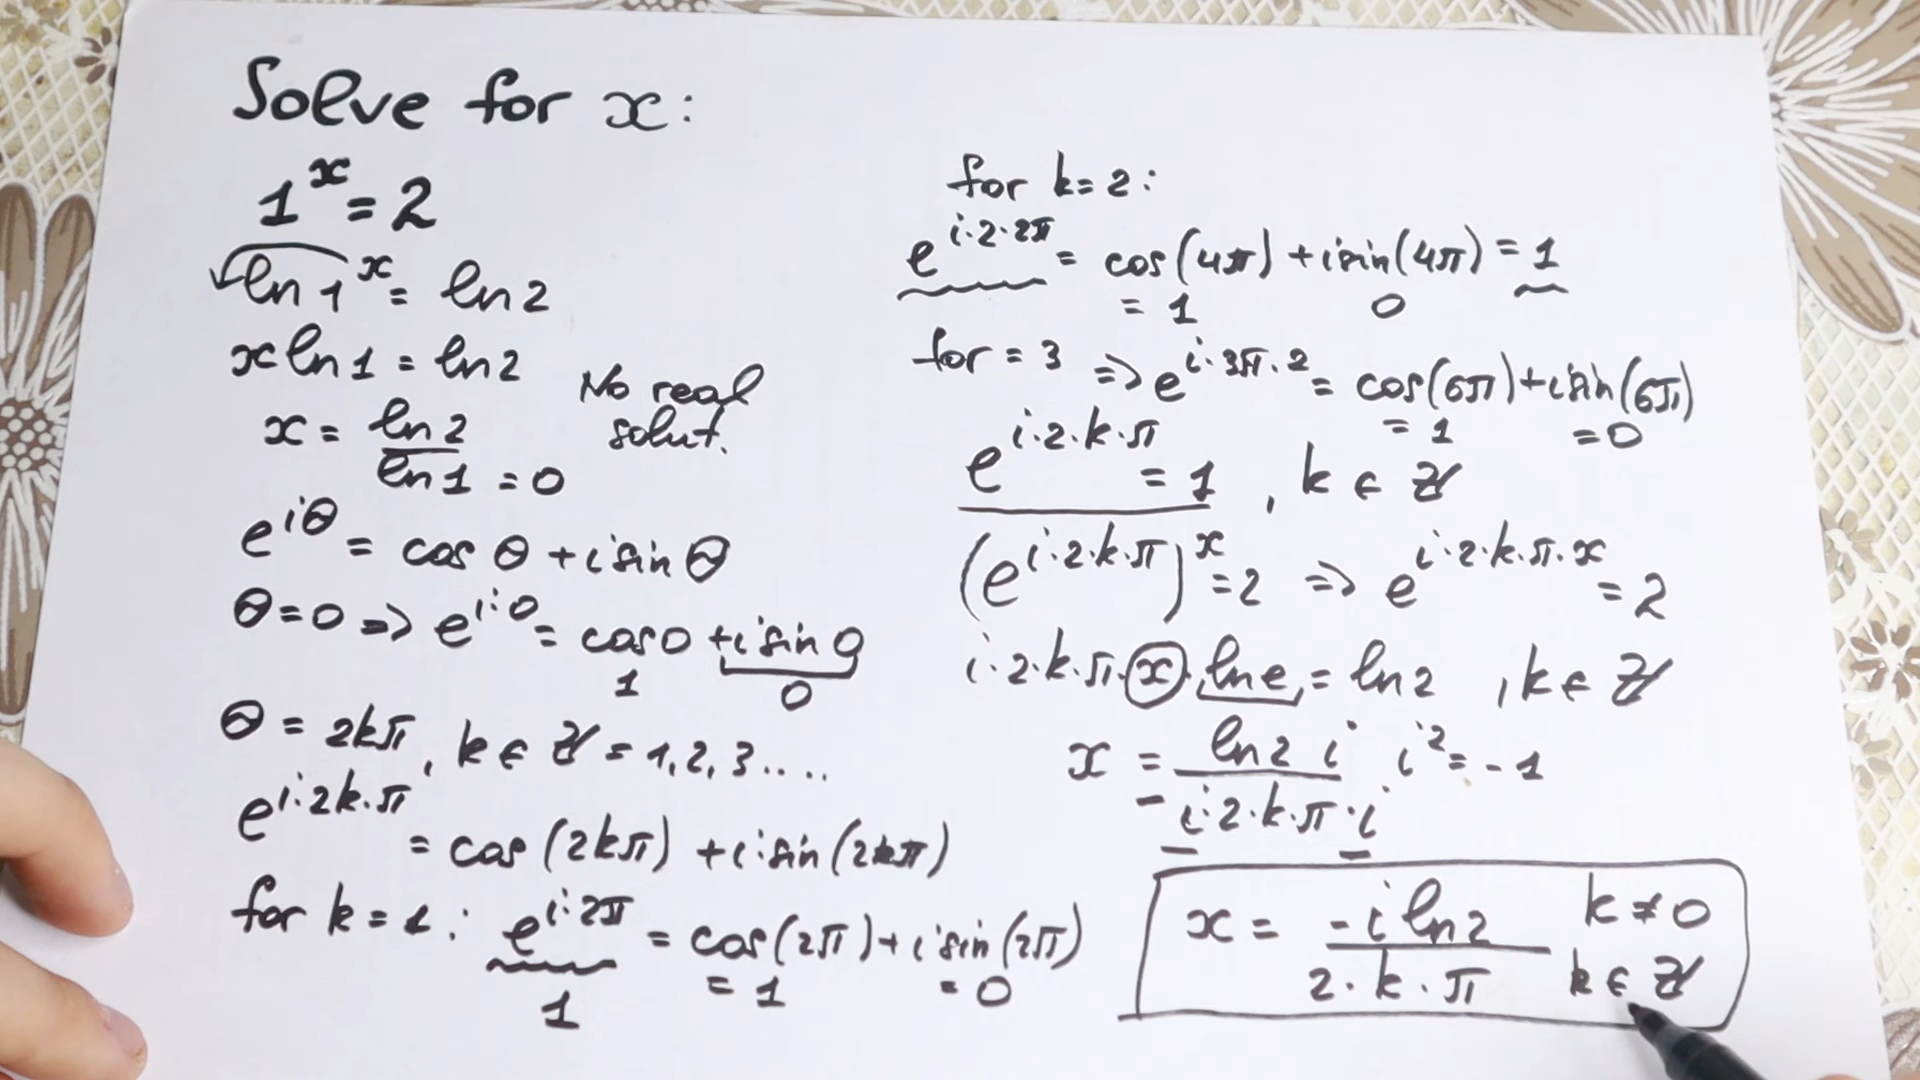 Solve for x:
1^x = 2
ln 1^x = ln 2
x ln 1 = ln 2
No real
solut.
x = ln 2 / ln 1 = 0
e^{iθ} = cos θ + i sin θ
θ = 0 => e^{i·0} = cos 0 + i sin 0
1 0
θ = 2kπ, k ∈ Z = 1, 2, 3....
e^{i·2k·π} = cos (2kπ) + i·sin (2kπ)
for k = 1: e^{i·2π} = cos (2π) + i sin (2π)
1 = 1 = 0
for k = 2:
e^{i·2·2π} = cos (4π) + i sin (4π) = 1
= 1 0
for = 3 => e^{i·3π·2} = cos (6π) + i sin (6π)
= 1 = 0
e^{i·2·k·π} = 1, k ∈ Z
(e^{i·2·k·π})^x = 2 => e^{i·2·k·π·x} = 2
i·2·k·π·x·ln e = ln 2, k ∈ Z
x = ln 2 i / - i·2·k·π·i i^2 = -1
x = -i ln 2 / 2·k·π k ≠ 0
k ∈ Z